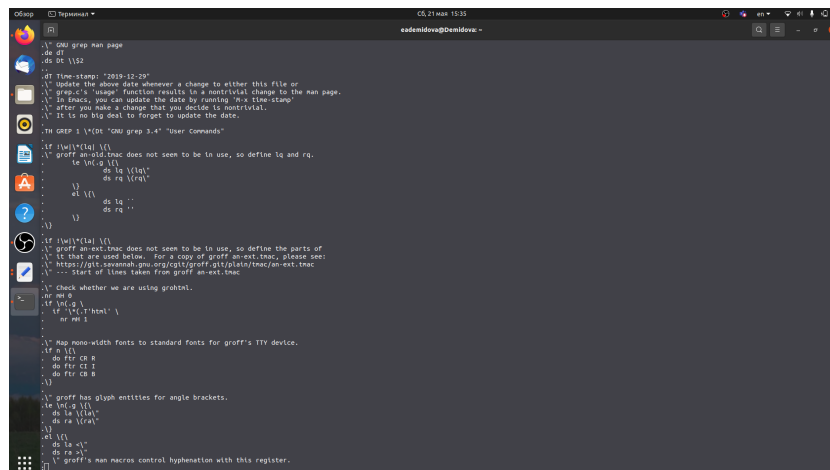 Обзор
Терминал
Сб, 21 мая 15:35
en
eademidova@Demidova: ~
.\" GNU grep man page
.de dT
.ds Dt \\$2
..
.dT Time-stamp: "2019-12-29"
.\" Update the above date whenever a change to either this file or
.\" grep.c's 'usage' function results in a nontrivial change to the man page.
.\" In Emacs, you can update the date by running 'M-x time-stamp'
.\" after you make a change that you decide is nontrivial.
.\" It is no big deal to forget to update the date.
.
.TH GREP 1 \*(Dt "GNU grep 3.4" "User Commands"
.
.if !\w|\*(lq| \{\
.\" groff an-old.tmac does not seem to be in use, so define lq and rq.
.	ie \n(.g \{\
.		ds lq \(lq\"
.		ds rq \(rq\"
.	\}
.	el \{\
.		ds lq ``
.		ds rq ''
.	\}
.\}
.
.if !\w|\*(la| \{\
.\" groff an-ext.tmac does not seem to be in use, so define the parts of
.\" it that are used below.  For a copy of groff an-ext.tmac, please see:
.\" https://git.savannah.gnu.org/cgit/groff.git/plain/tmac/an-ext.tmac
.\" --- Start of lines taken from groff an-ext.tmac
.
.\" Check whether we are using grohtml.
.nr mH 0
.if \n(.g \
.  if '\*(.T'html' \
.    nr mH 1
.
.
.\" Map mono-width fonts to standard fonts for groff's TTY device.
.if n \{\
.  do ftr CR R
.  do ftr CI I
.  do ftr CB B
.\}
.
.\" groff has glyph entities for angle brackets.
.ie \n(.g \{\
.  ds la \(la\"
.  ds ra \(ra\"
.\}
.el \{\
.  ds la <\"
.  ds ra >\"
.  \" groff's man macros control hyphenation with this register.
: